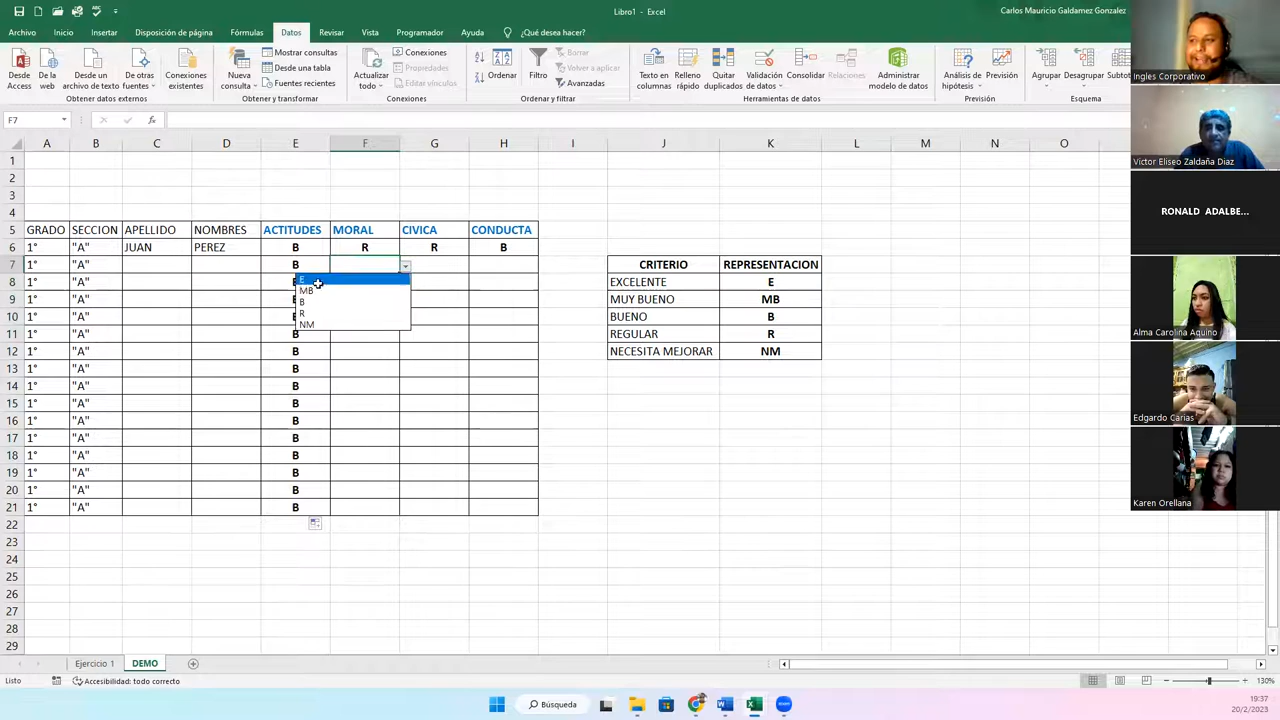 Libro1 - Excel
Carlos Mauricio Galdamez Gonzalez
Archivo Inicio Insertar Disposición de página Fórmulas Datos Revisar Vista Programador Ayuda ¿Qué desea hacer?
Desde Access
De la web
Desde un archivo de texto
De otras fuentes
Conexiones existentes
Obtener datos externos
Nueva consulta
Mostrar consultas
Desde una tabla
Fuentes recientes
Obtener y transformar
Actualizar todo
Conexiones
Propiedades
Editar vínculos
Conexiones
Ordenar
Filtro
Borrar
Volver a aplicar
Avanzadas
Ordenar y filtrar
Texto en columnas
Relleno rápido
Quitar duplicados
Validación de datos
Consolidar
Relaciones
Administrar modelo de datos
Herramientas de datos
Análisis de hipótesis
Previsión
Previsión
Agrupar
Desagrupar
Subtot
Esquema
F7
A B C D E F G H I J K L M N O
1
2
3
4
5 GRADO SECCION APELLIDO NOMBRES ACTITUDES MORAL CIVICA CONDUCTA
6 1° "A" JUAN PEREZ B R R B
7 1° "A" B CRITERIO REPRESENTACION
8 1° "A" EXCELENTE E
9 1° "A" MUY BUENO MB
10 1° "A" BUENO B
11 1° "A" B REGULAR R
12 1° "A" B NECESITA MEJORAR NM
13 1° "A" B
14 1° "A" B
15 1° "A" B
16 1° "A" B
17 1° "A" B
18 1° "A" B
19 1° "A" B
20 1° "A" B
21 1° "A" B
22
23
24
25
26
27
28
29
E
MB
B
R
NM
Ejercicio 1 DEMO
Listo Accesibilidad: todo correcto 130%
Búsqueda
19:37
20/2/2023
Ingles Corporativo
Víctor Eliseo Zaldaña Diaz
RONALD ADALBE...
Alma Carolina Aquino
Edgardo Carias
Karen Orellana